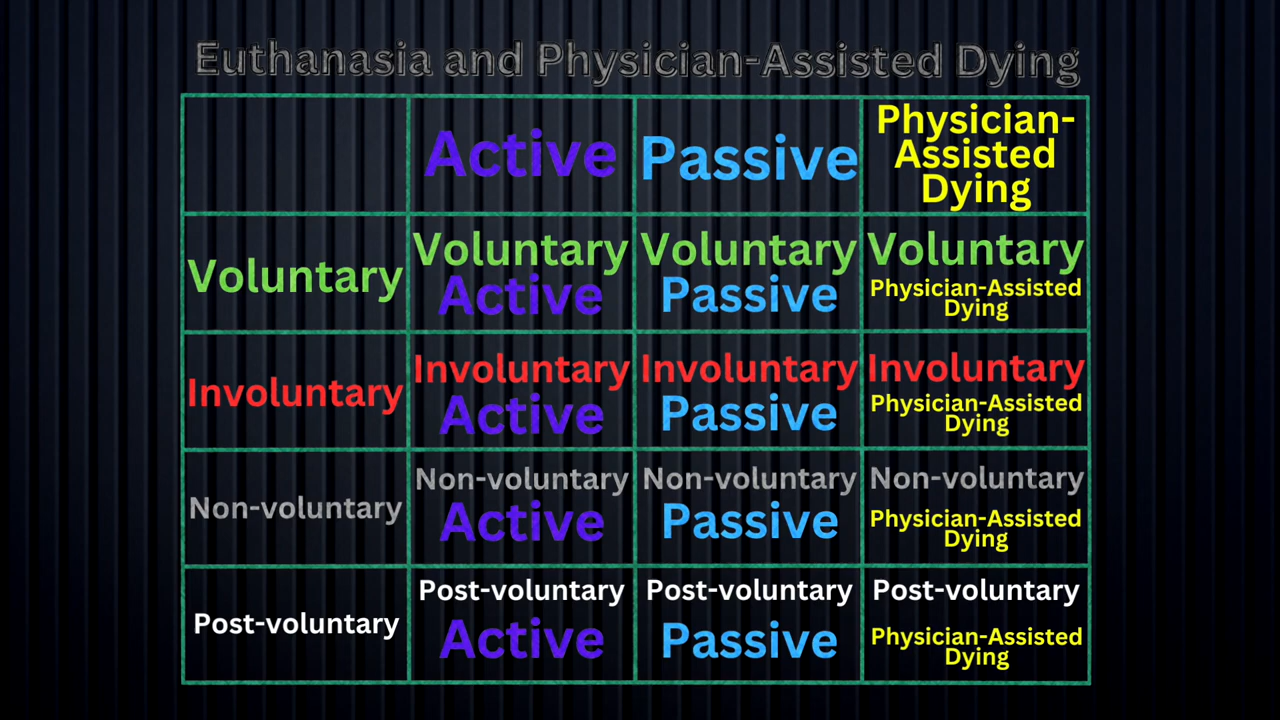 Euthanasia and Physician-Assisted Dying
Active
Passive
Physician-
Assisted
Dying
Voluntary
Voluntary
Active
Voluntary
Passive
Voluntary
Physician-Assisted
Dying
Involuntary
Involuntary
Active
Involuntary
Passive
Involuntary
Physician-Assisted
Dying
Non-voluntary
Non-voluntary
Active
Non-voluntary
Passive
Non-voluntary
Physician-Assisted
Dying
Post-voluntary
Post-voluntary
Active
Post-voluntary
Passive
Post-voluntary
Physician-Assisted
Dying